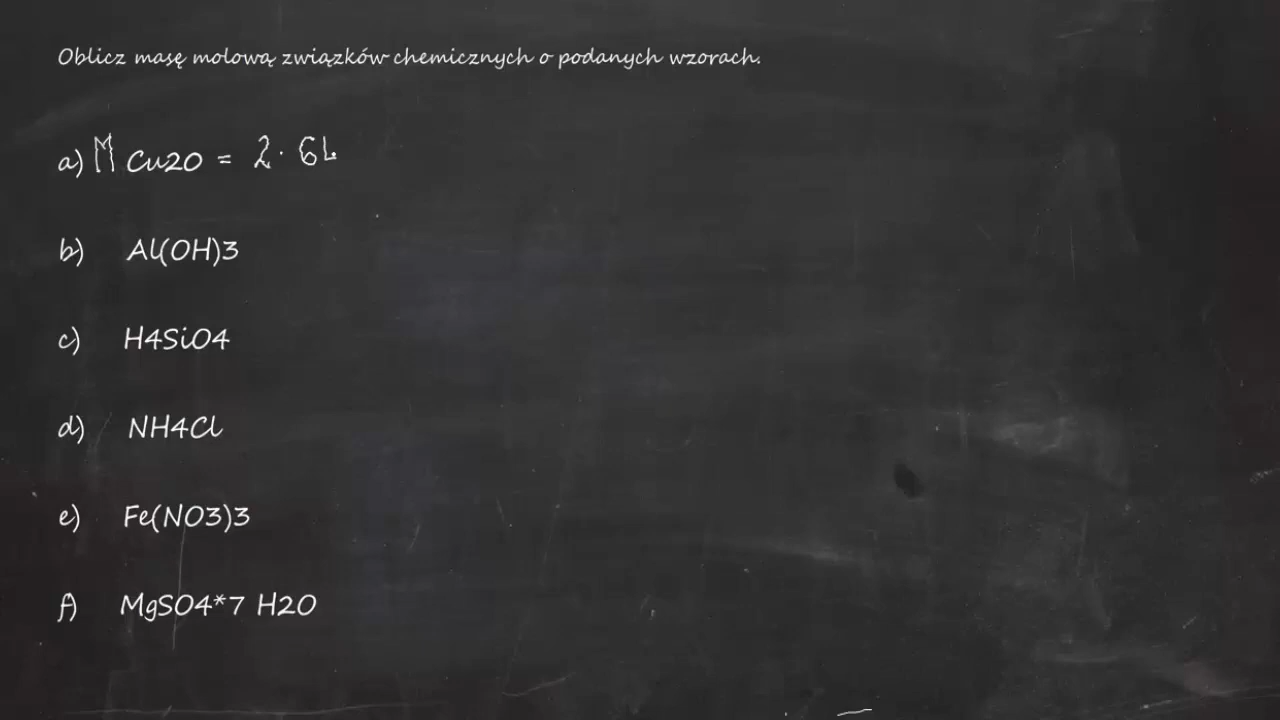 Oblicz masę molową związków chemicznych o podanych wzorach.
a) M Cu2O = 2 · 64
b) Al(OH)3
c) H4SiO4
d) NH4Cl
e) Fe(NO3)3
f) MgSO4*7 H2O